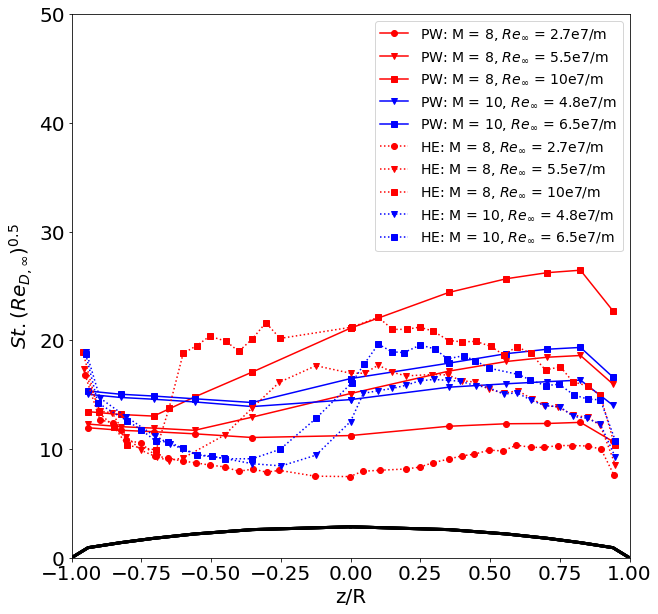 50
40
30
20
10
0
St. (Re_{D,∞})^{0.5}
PW: M = 8, Re_∞ = 2.7e7/m
PW: M = 8, Re_∞ = 5.5e7/m
PW: M = 8, Re_∞ = 10e7/m
PW: M = 10, Re_∞ = 4.8e7/m
PW: M = 10, Re_∞ = 6.5e7/m
HE: M = 8, Re_∞ = 2.7e7/m
HE: M = 8, Re_∞ = 5.5e7/m
HE: M = 8, Re_∞ = 10e7/m
HE: M = 10, Re_∞ = 4.8e7/m
HE: M = 10, Re_∞ = 6.5e7/m
−1.00 −0.75 −0.50 −0.25 0.00 0.25 0.50 0.75 1.00
z/R